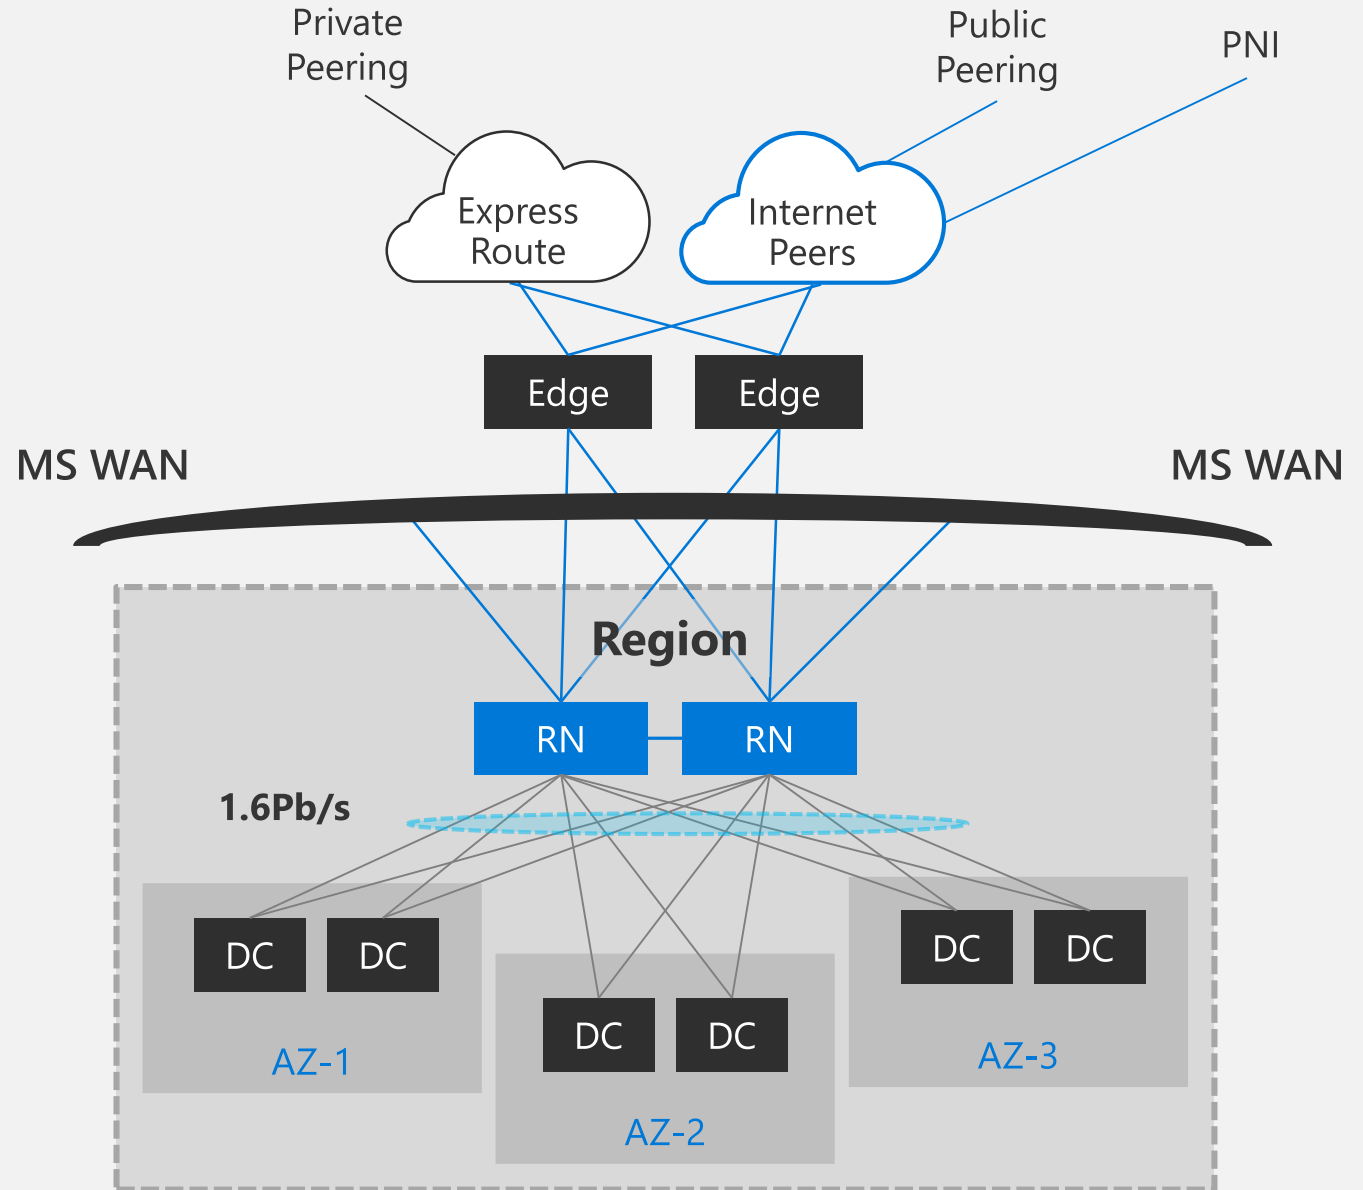 Private
Peering
Public
Peering
PNI
Express
Route
Internet
Peers
Edge
Edge
MS WAN
MS WAN
Region
RN
RN
1.6Pb/s
DC
DC
AZ-1
DC
DC
AZ-2
DC
DC
AZ-3